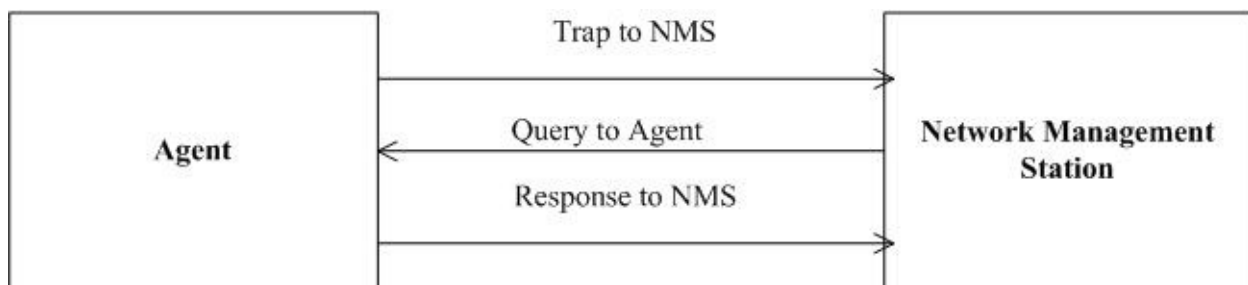 Trap to NMS
Query to Agent
Agent
Network Management
Station
Response to NMS